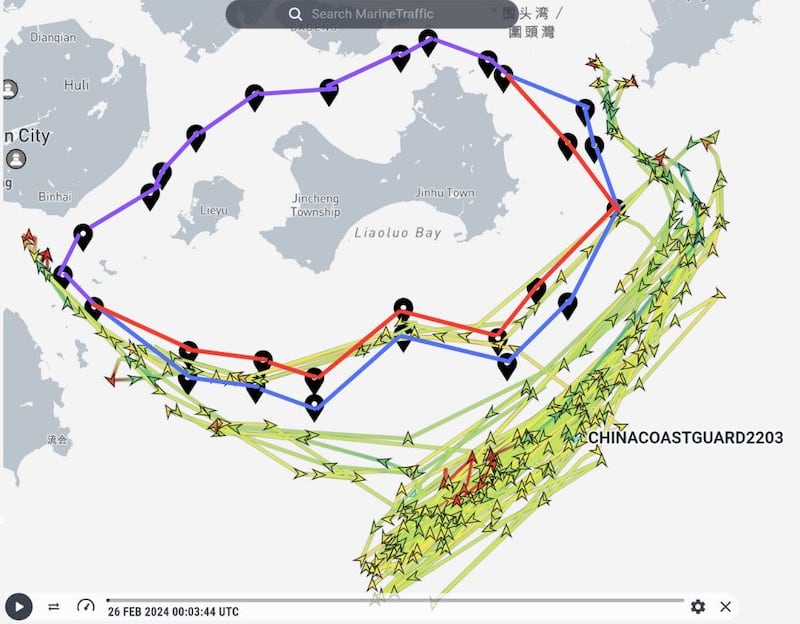 Search MarineTraffic
围头湾 /
圍頭灣
Dianqian
Huli
n City
ng
Binhai
Lieyu
Jincheng
Township
Jinhu Town
Liaoluo Bay
流会
CHINACOASTGUARD2203
26 FEB 2024 00:03:44 UTC